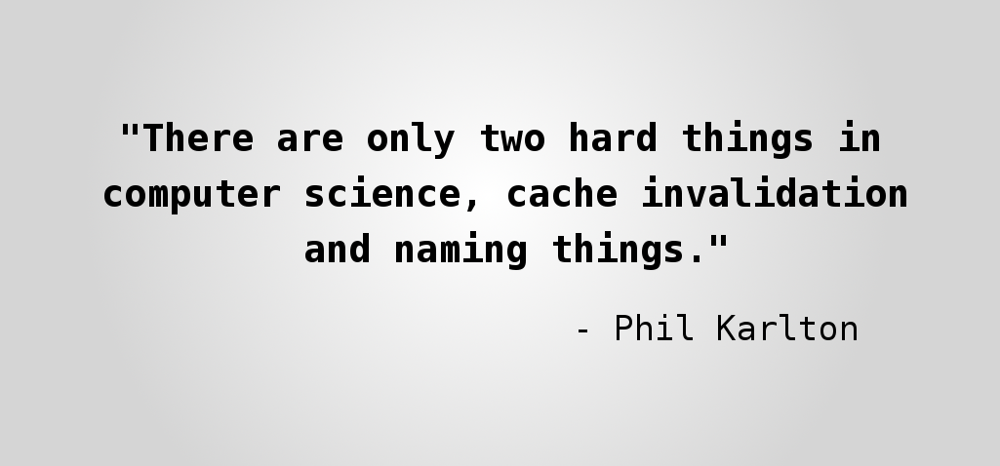 "There are only two hard things in
computer science, cache invalidation
and naming things."
- Phil Karlton